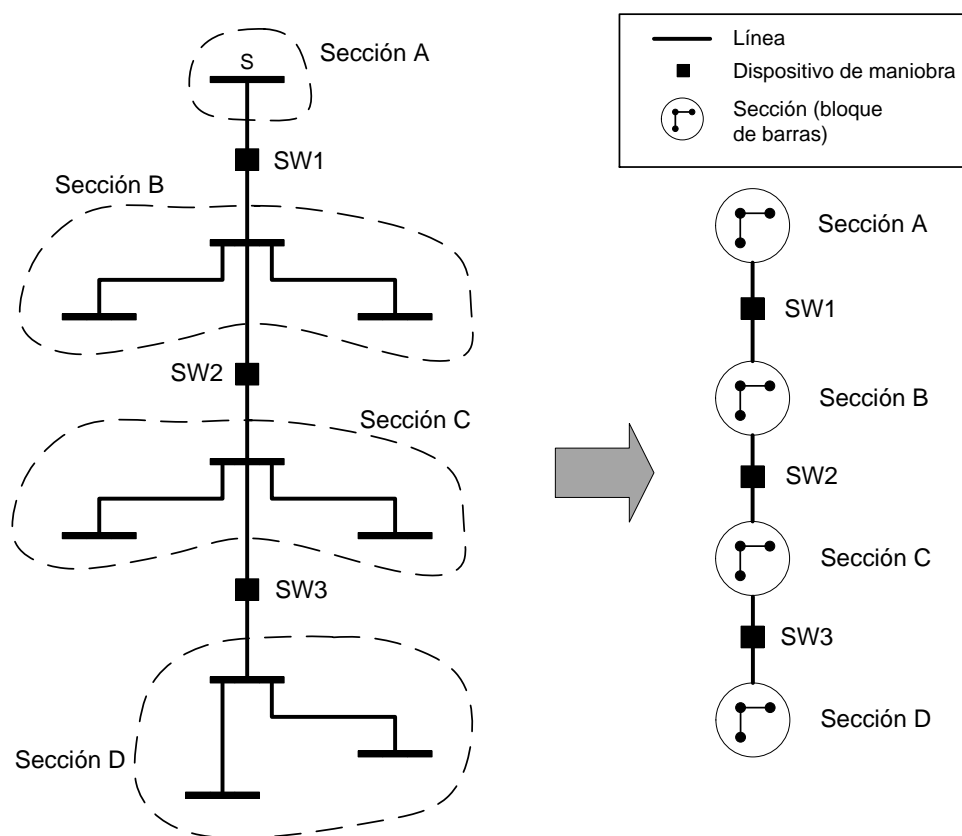 Sección A
S
SW1
Sección B
SW2
Sección C
SW3
Sección D
Línea
Dispositivo de maniobra
Sección (bloque
de barras)
Sección A
SW1
Sección B
SW2
Sección C
SW3
Sección D